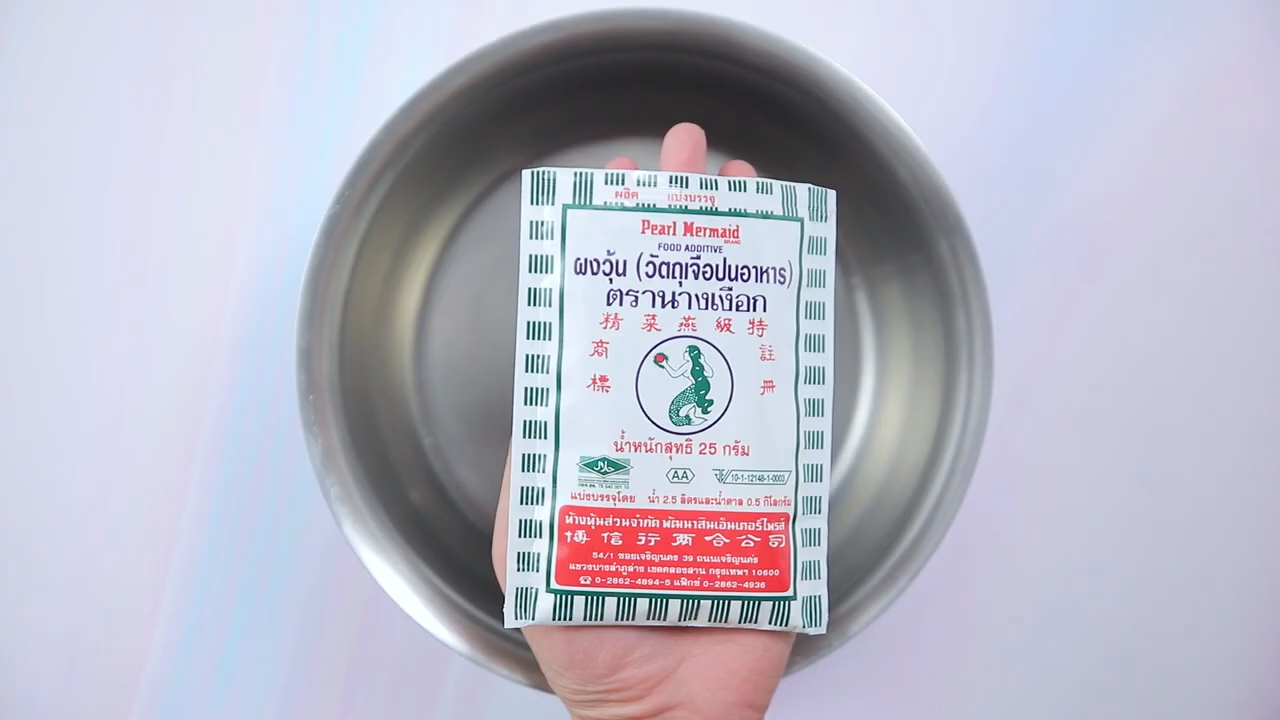 ผลิต แบ่งบรรจุ
Pearl Mermaid
BRAND
FOOD ADDITIVE
ผงวุ้น (วัตถุเจือปนอาหาร)
ตรานางเงือก
精菜燕級特
商 註
標 冊
น้ำหนักสุทธิ 25 กรัม
AA 10-1-12148-1-0003
แบ่งบรรจุโดย น้ำ 2.5 ลิตรและน้ำตาล 0.5 กิโลกรัม
ห้างหุ้นส่วนจำกัด พัฒนาสินเอ็นเตอร์ไพรส์
博信行兩合公司
54/1 ซอยเจริญนคร 39 ถนนเจริญนคร
แขวงบางลำภูล่าง เขตคลองสาน กรุงเทพฯ 10600
☎ 0-2862-4894-5 แฟ็กซ์ 0-2862-4936